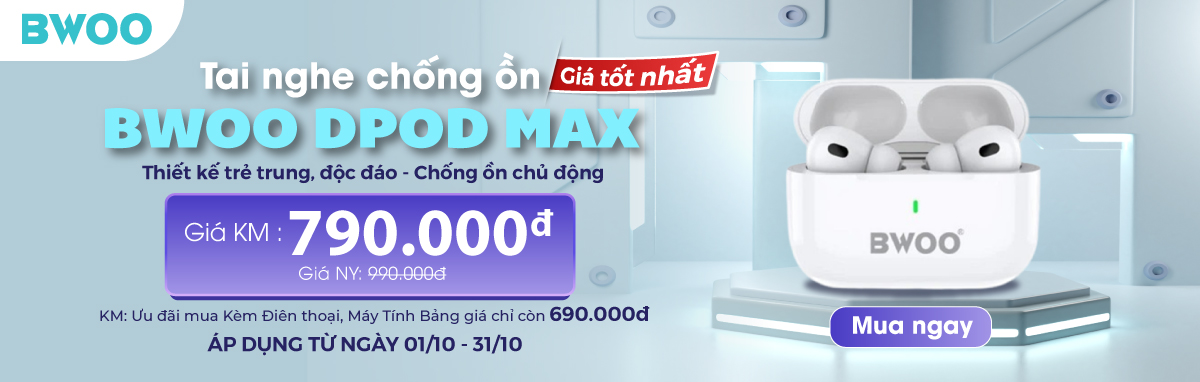 BWOO
Tai nghe chống ồn
Giá tốt nhất
BWOO DPOD MAX
Thiết kế trẻ trung, độc đáo - Chống ồn chủ động
Giá KM : 790.000đ
Giá NY: 990.000đ
KM: Ưu đãi mua Kèm Điên thoại, Máy Tính Bảng giá chỉ còn 690.000đ
ÁP DỤNG TỪ NGÀY 01/10 - 31/10
BWOO®
Mua ngay